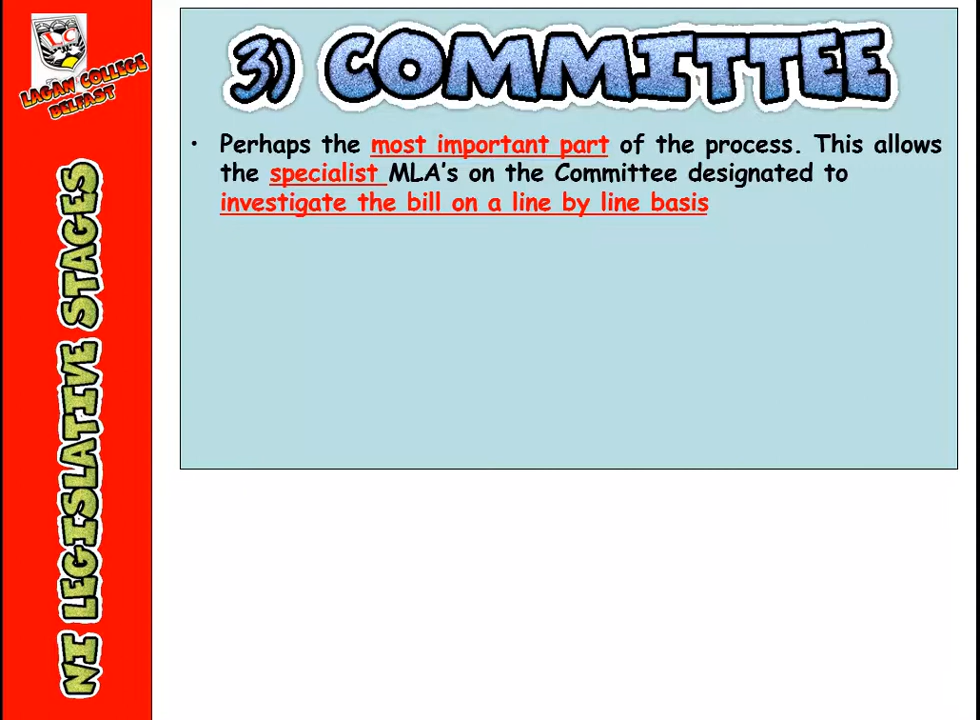 LC
LAGAN COLLEGE
BELFAST
NI LEGISLATIVE STAGES
3) COMMITTEE
• Perhaps the most important part of the process. This allows
the specialist MLA's on the Committee designated to
investigate the bill on a line by line basis